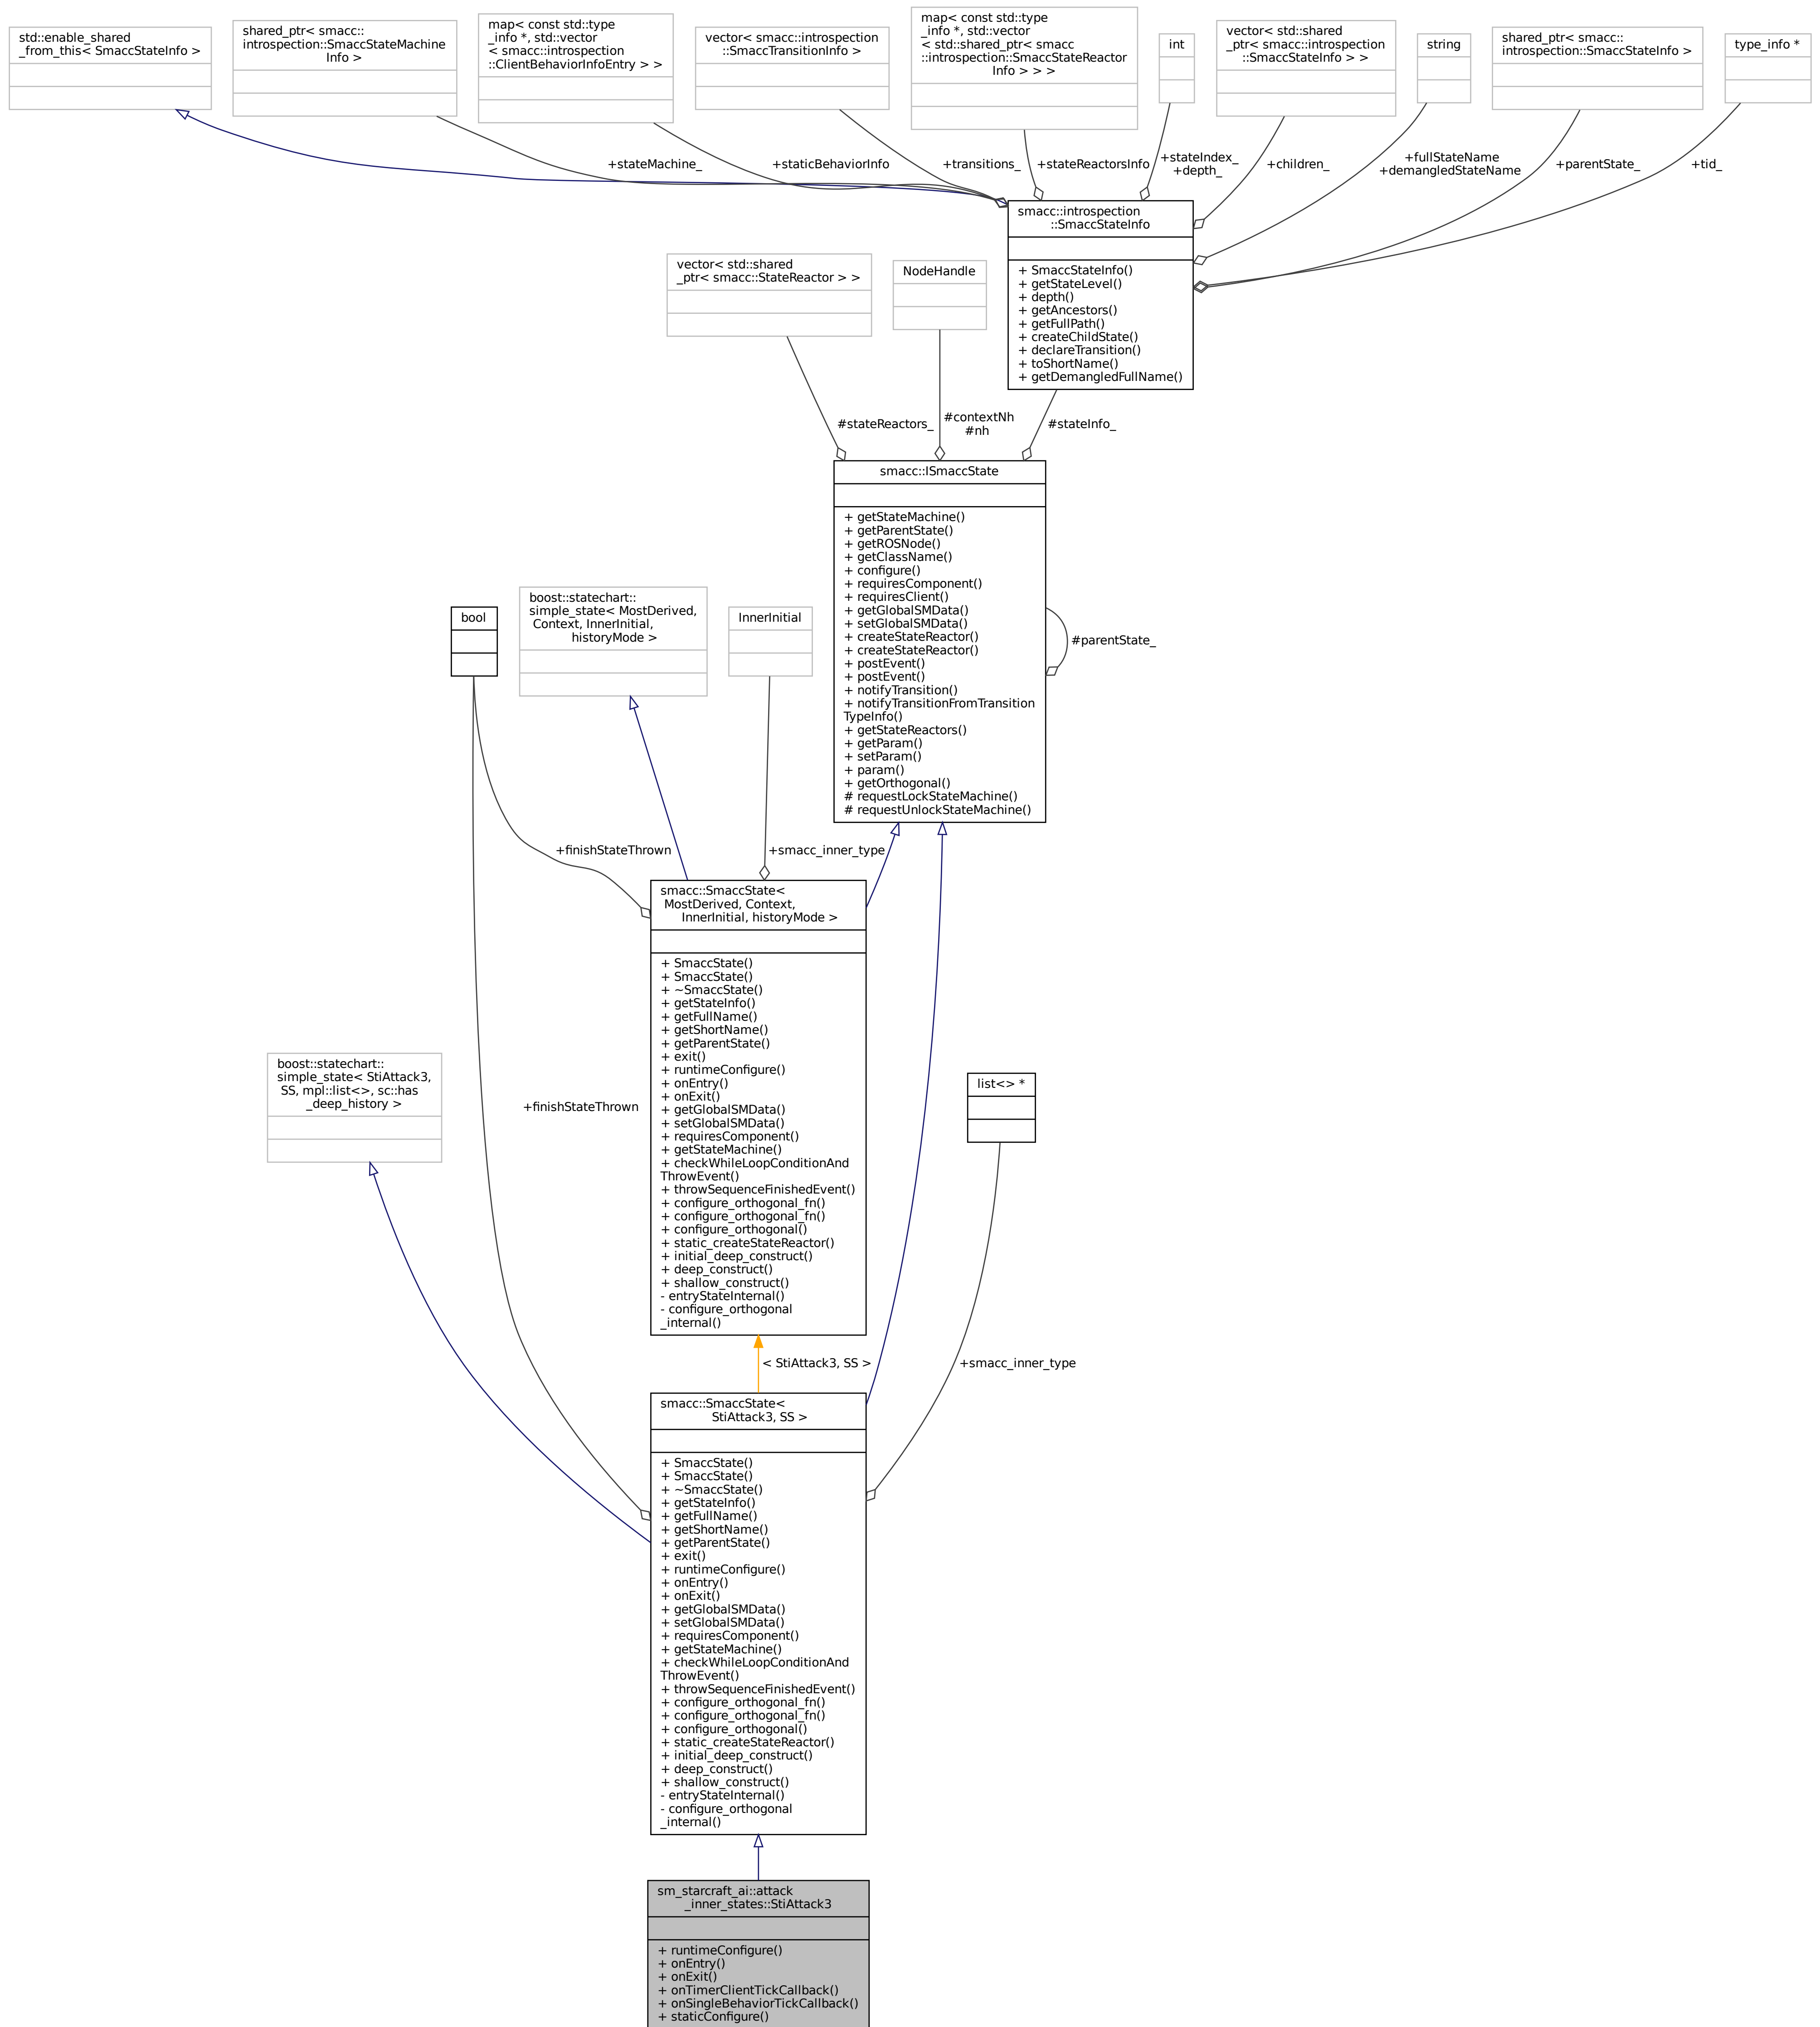 std::enable_shared
_from_this< SmaccStateInfo >
shared_ptr< smacc::
introspection::SmaccStateMachine
Info >
map< const std::type
_info *, std::vector
< smacc::introspection
::ClientBehaviorInfoEntry > >
vector< smacc::introspection
::SmaccTransitionInfo >
map< const std::type
_info *, std::vector
< std::shared_ptr< smacc
::introspection::SmaccStateReactor
Info > > >
int
vector< std::shared
_ptr< smacc::introspection
::SmaccStateInfo > >
string
shared_ptr< smacc::
introspection::SmaccStateInfo >
type_info *
+stateMachine_
+staticBehaviorInfo
+transitions_
+stateReactorsInfo
+stateIndex_
+depth_
+children_
+fullStateName
+demangledStateName
+parentState_
+tid_
smacc::introspection
::SmaccStateInfo
+ SmaccStateInfo()
+ getStateLevel()
+ depth()
+ getAncestors()
+ getFullPath()
+ createChildState()
+ declareTransition()
+ toShortName()
+ getDemangledFullName()
vector< std::shared
_ptr< smacc::StateReactor > >
NodeHandle
#stateReactors_
#contextNh
#nh
#stateInfo_
smacc::ISmaccState
+ getStateMachine()
+ getParentState()
+ getROSNode()
+ getClassName()
+ configure()
+ requiresComponent()
+ requiresClient()
+ getGlobalSMData()
+ setGlobalSMData()
+ createStateReactor()
+ createStateReactor()
+ postEvent()
+ postEvent()
+ notifyTransition()
+ notifyTransitionFromTransition
TypeInfo()
+ getStateReactors()
+ getParam()
+ setParam()
+ param()
+ getOrthogonal()
# requestLockStateMachine()
# requestUnlockStateMachine()
#parentState_
bool
boost::statechart::
simple_state< MostDerived,
Context, InnerInitial,
historyMode >
InnerInitial
+finishStateThrown
+smacc_inner_type
smacc::SmaccState<
MostDerived, Context,
InnerInitial, historyMode >
+ SmaccState()
+ SmaccState()
+ ~SmaccState()
+ getStateInfo()
+ getFullName()
+ getShortName()
+ getParentState()
+ exit()
+ runtimeConfigure()
+ onEntry()
+ onExit()
+ getGlobalSMData()
+ setGlobalSMData()
+ requiresComponent()
+ getStateMachine()
+ checkWhileLoopConditionAnd
ThrowEvent()
+ throwSequenceFinishedEvent()
+ configure_orthogonal_fn()
+ configure_orthogonal_fn()
+ configure_orthogonal()
+ static_createStateReactor()
+ initial_deep_construct()
+ deep_construct()
+ shallow_construct()
- entryStateInternal()
- configure_orthogonal
_internal()
boost::statechart::
simple_state< StiAttack3,
SS, mpl::list<>, sc::has
_deep_history >
+finishStateThrown
list<> *
< StiAttack3, SS >
+smacc_inner_type
smacc::SmaccState<
StiAttack3, SS >
+ SmaccState()
+ SmaccState()
+ ~SmaccState()
+ getStateInfo()
+ getFullName()
+ getShortName()
+ getParentState()
+ exit()
+ runtimeConfigure()
+ onEntry()
+ onExit()
+ getGlobalSMData()
+ setGlobalSMData()
+ requiresComponent()
+ getStateMachine()
+ checkWhileLoopConditionAnd
ThrowEvent()
+ throwSequenceFinishedEvent()
+ configure_orthogonal_fn()
+ configure_orthogonal_fn()
+ configure_orthogonal()
+ static_createStateReactor()
+ initial_deep_construct()
+ deep_construct()
+ shallow_construct()
- entryStateInternal()
- configure_orthogonal
_internal()
sm_starcraft_ai::attack
_inner_states::StiAttack3
+ runtimeConfigure()
+ onEntry()
+ onExit()
+ onTimerClientTickCallback()
+ onSingleBehaviorTickCallback()
+ staticConfigure()